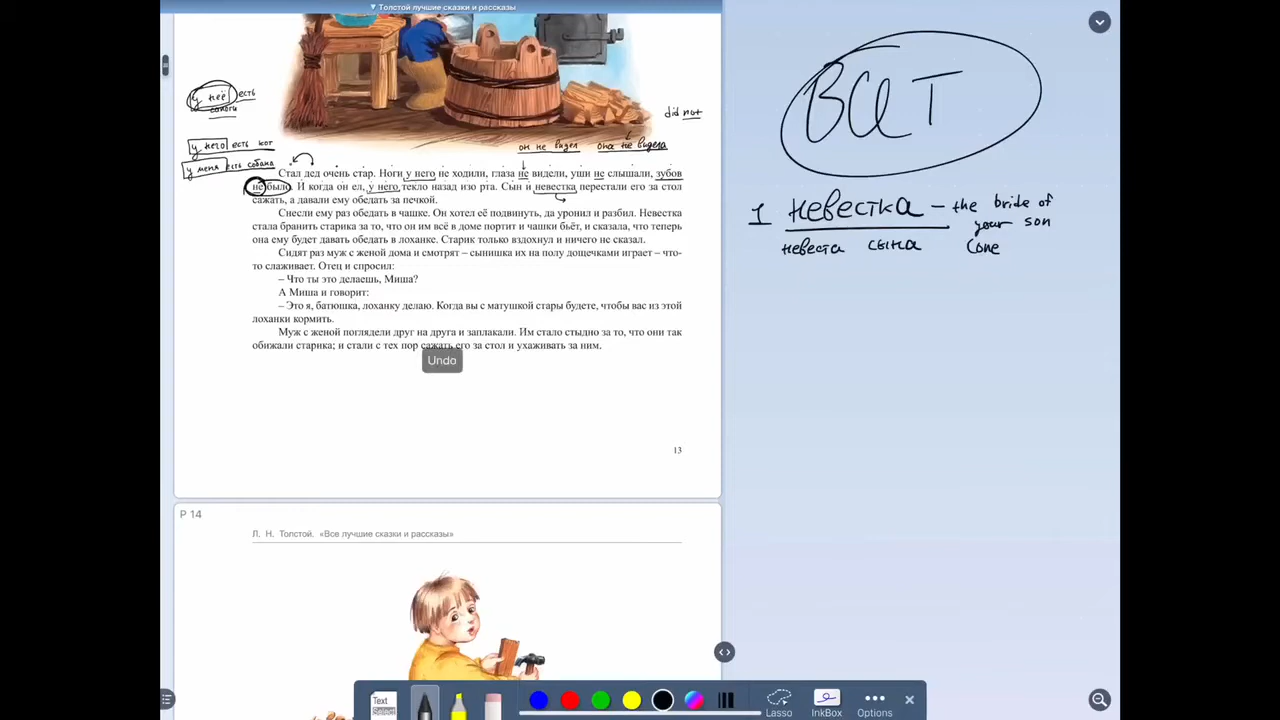 ▼ Толстой лучшие сказки и рассказы
у неё есть
сапоги
у него есть кот
у меня есть собака
did not
он не видел она не видела
Стал дед очень стар. Ноги у него не ходили, глаза не видели, уши не слышали, зубов
не было. И когда он ел, у него текло назад изо рта. Сын и невестка перестали его за стол
сажать, а давали ему обедать за печкой.
Снесли ему раз обедать в чашке. Он хотел её подвинуть, да уронил и разбил. Невестка
стала бранить старика за то, что он им всё в доме портит и чашки бьёт, и сказала, что теперь
она ему будет давать обедать в лоханке. Старик только вздохнул и ничего не сказал.
Сидят раз муж с женой дома и смотрят – сынишка их на полу дощечками играет – что-
то слаживает. Отец и спросил:
– Что ты это делаешь, Миша?
А Миша и говорит:
– Это я, батюшка, лоханку делаю. Когда вы с матушкой стары будете, чтобы вас из этой
лоханки кормить.
Муж с женой поглядели друг на друга и заплакали. Им стало стыдно за то, что они так
обижали старика; и стали с тех пор сажать его за стол и ухаживать за ним.
Undo
13
P 14
Л. Н. Толстой. «Все лучшие сказки и рассказы»
1 невестка – the bride of
your son
невеста сына
Text
Lasso
InkBox
Options